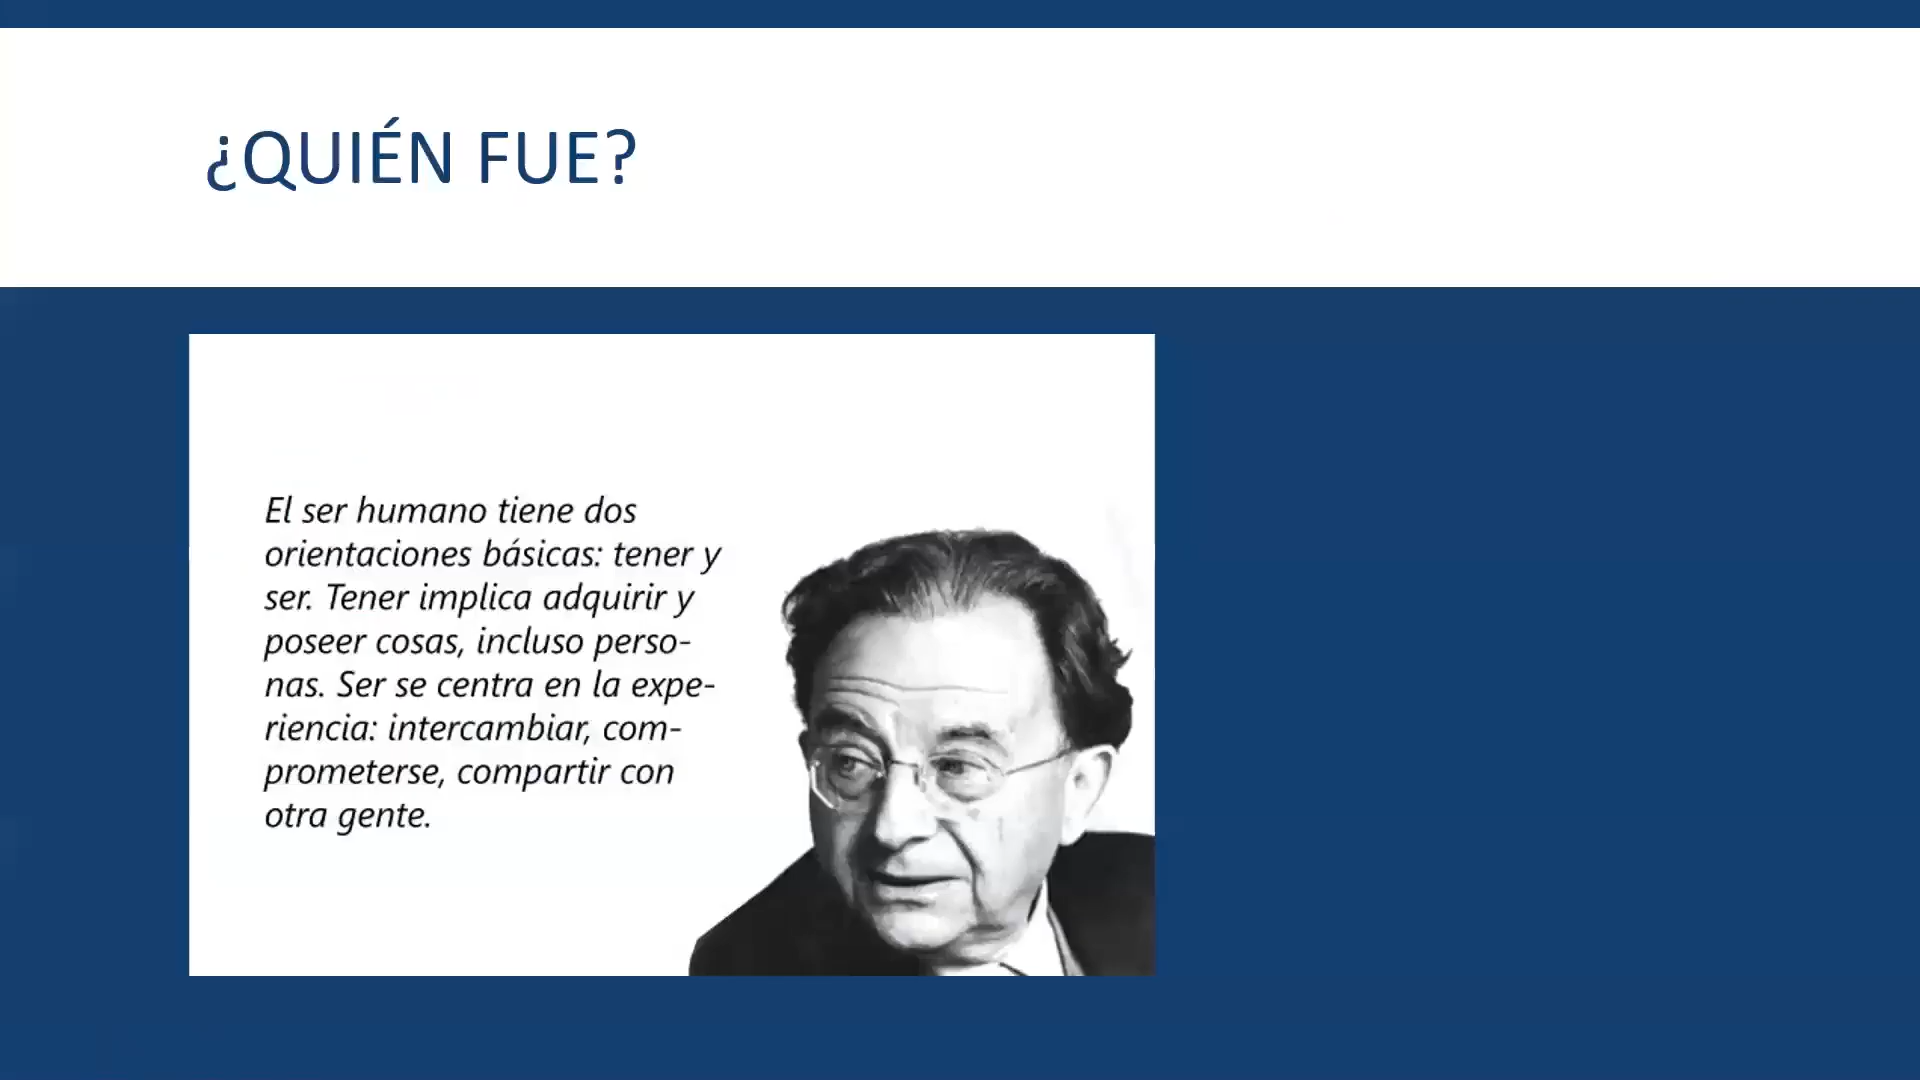 ¿QUIÉN FUE?
El ser humano tiene dos
orientaciones básicas: tener y
ser. Tener implica adquirir y
poseer cosas, incluso perso-
nas. Ser se centra en la expe-
riencia: intercambiar, com-
prometerse, compartir con
otra gente.